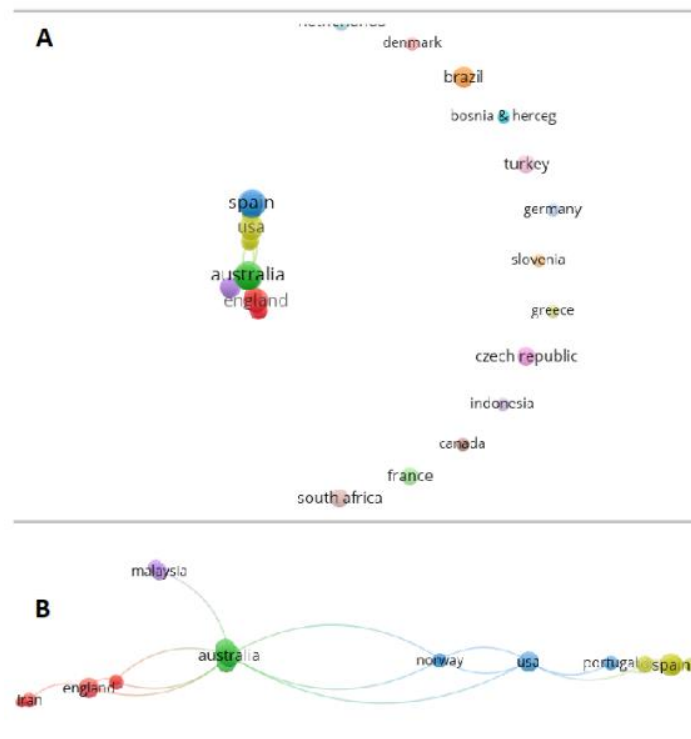 A
denmark
brazil
bosnia & herceg
turkey
spain
germany
usa
slovenia
australia
england
greece
czech republic
indonesia
canada
france
south africa
malaysia
B
australia
norway
usa
portugal
spain
england
iran